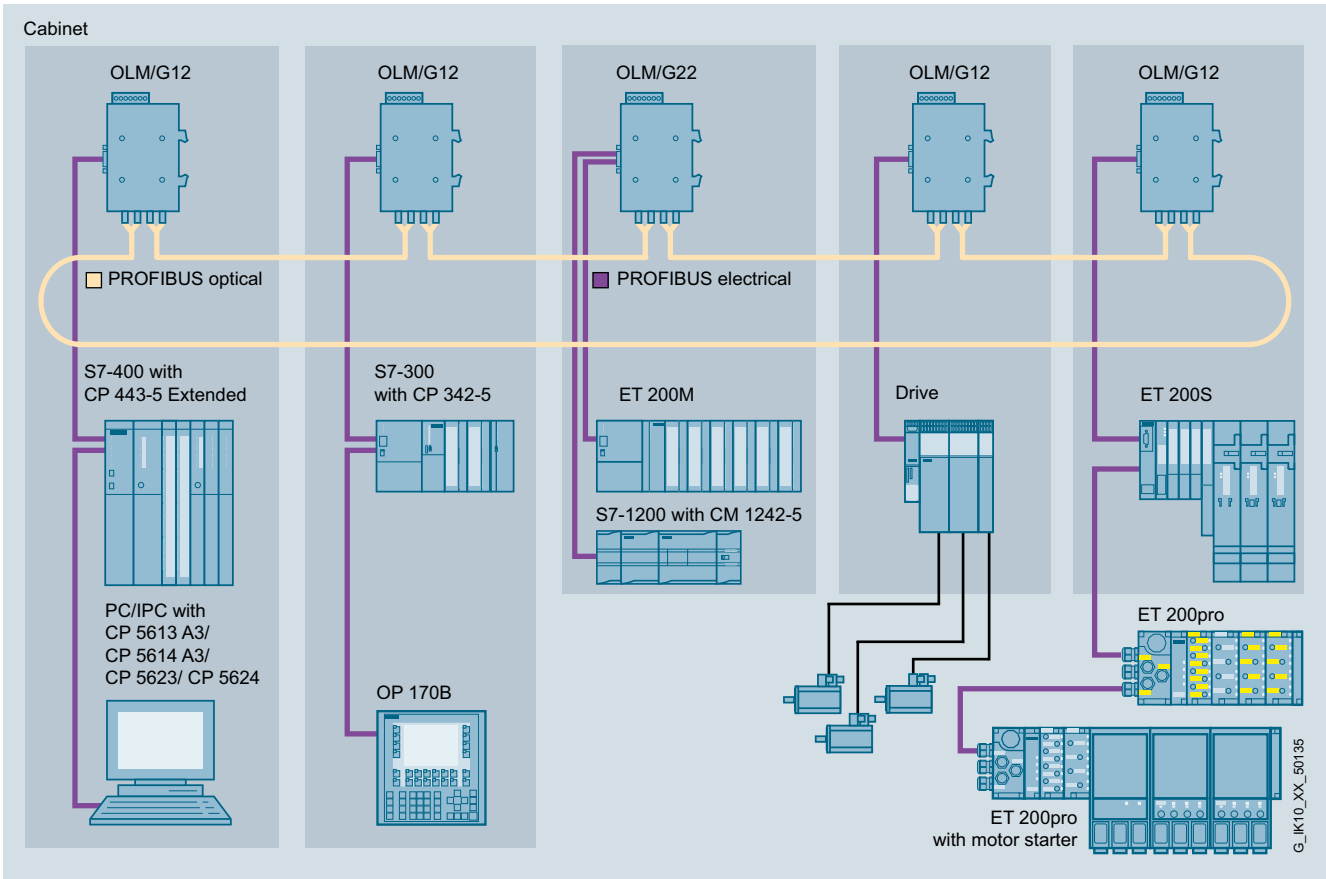 Cabinet
OLM/G12
OLM/G12
OLM/G22
OLM/G12
OLM/G12
PROFIBUS optical
PROFIBUS electrical
S7-400 with
CP 443-5 Extended
S7-300
with CP 342-5
ET 200M
Drive
ET 200S
S7-1200 with CM 1242-5
PC/IPC with
CP 5613 A3/
CP 5614 A3/
CP 5623/ CP 5624
OP 170B
ET 200pro
ET 200pro
with motor starter
G_IK10_XX_50135